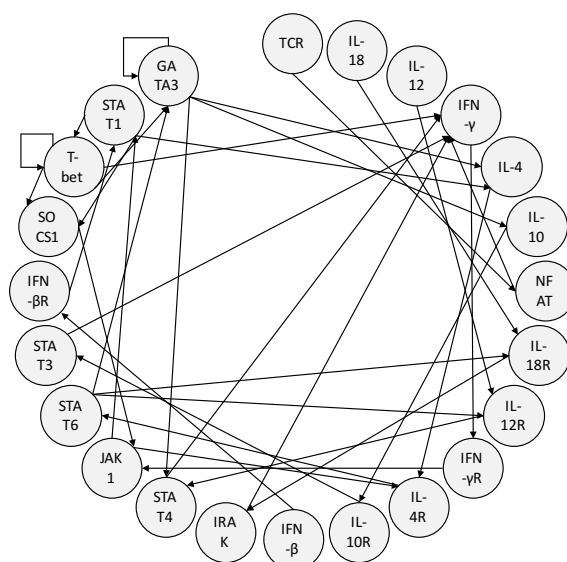 TCR
IL-
18
IL-
12
IFN
-γ
IL-4
IL-
10
NF
AT
IL-
18R
IL-
12R
IFN
-γR
IL-
4R
IL-
10R
IFN
-β
IRA
K
STA
T4
JAK
1
STA
T6
STA
T3
IFN
-βR
SO
CS1
T-
bet
STA
T1
GA
TA3